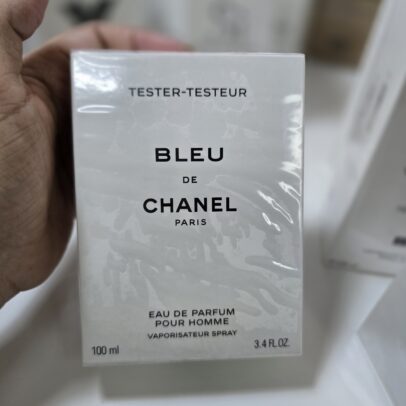 TESTER-TESTEUR
BLEU
DE
CHANEL
PARIS
EAU DE PARFUM
POUR HOMME
VAPORISATEUR SPRAY
100 ml
3.4 FL.OZ.